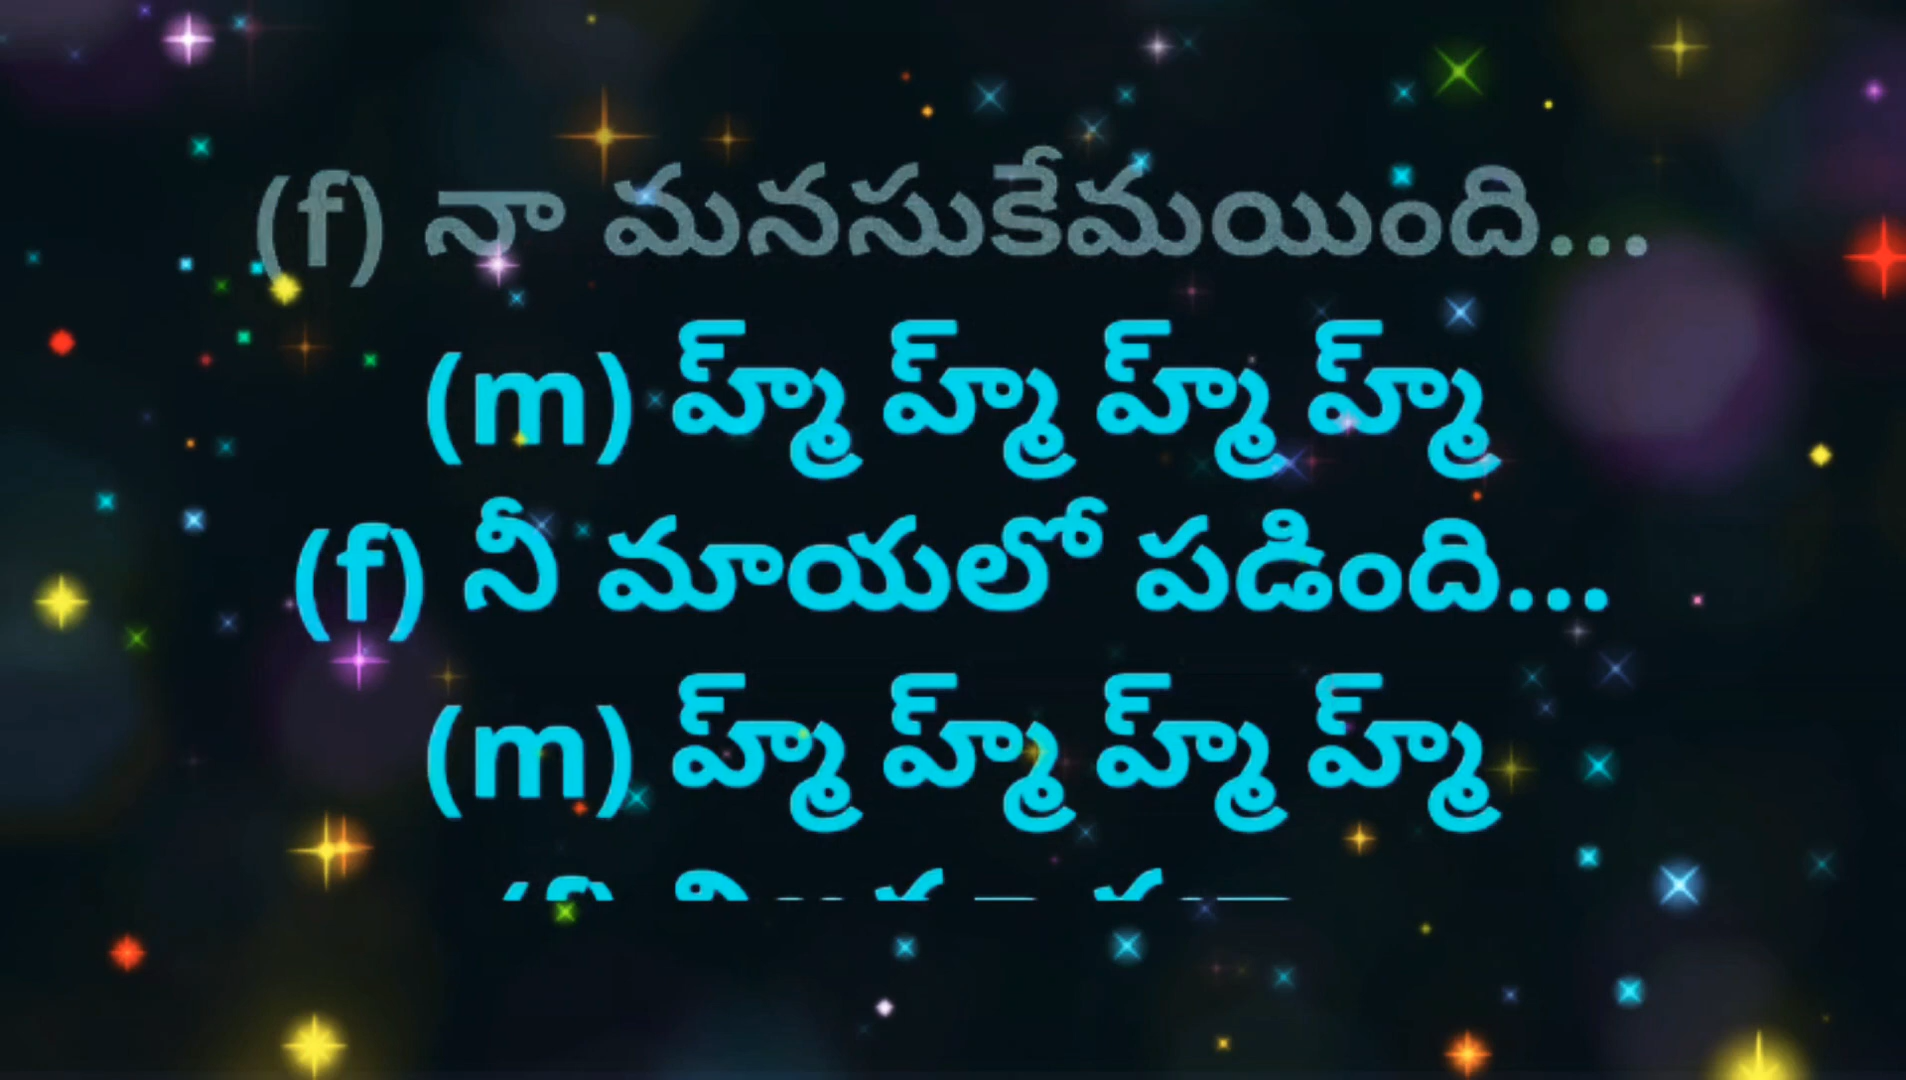 (f) నా మనసుకేమయింది...
(m) హ్మ్ హ్మ్ హ్మ్ హ్మ్
(f) నీ మాయలో పడింది...
(m) హ్మ్ హ్మ్ హ్మ్ హ్మ్